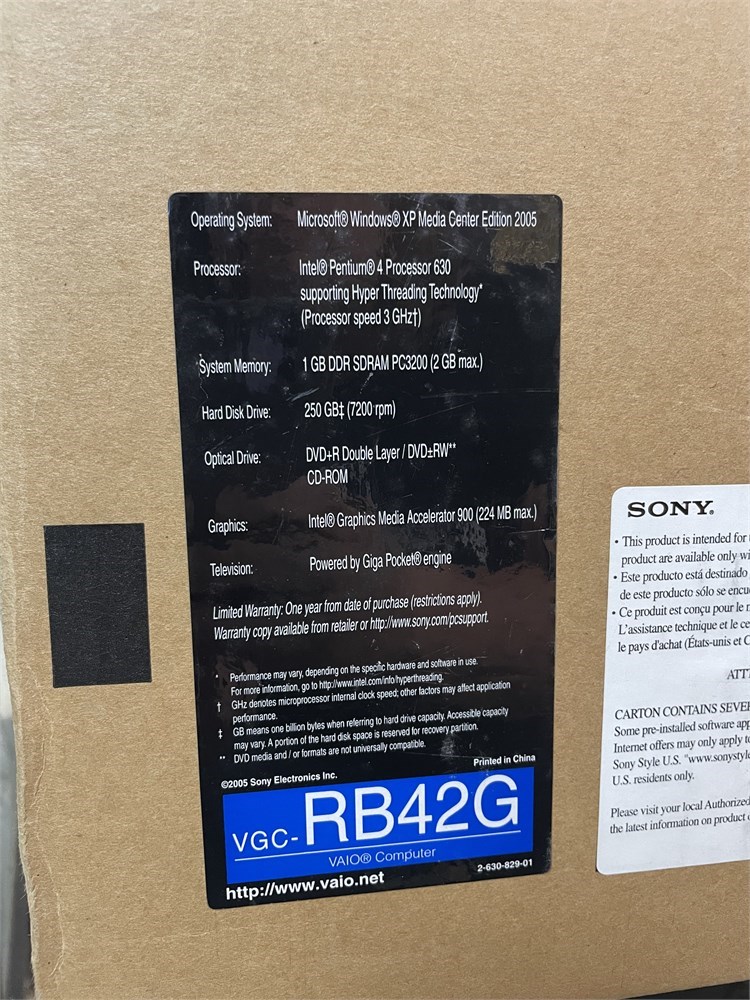 Operating System: Microsoft® Windows® XP Media Center Edition 2005
Processor: Intel® Pentium® 4 Processor 630
supporting Hyper Threading Technology*
(Processor speed 3 GHz†)
System Memory: 1 GB DDR SDRAM PC3200 (2 GB max.)
Hard Disk Drive: 250 GB‡ (7200 rpm)
Optical Drive: DVD+R Double Layer / DVD±RW**
CD-ROM
Graphics: Intel® Graphics Media Accelerator 900 (224 MB max.)
Television: Powered by Giga Pocket® engine
Limited Warranty: One year from date of purchase (restrictions apply).
Warranty copy available from retailer or http://www.sony.com/pcsupport.
* Performance may vary, depending on the specific hardware and software in use.
For more information, go to http://www.intel.com/info/hyperthreading.
† GHz denotes microprocessor internal clock speed; other factors may affect application
performance.
‡ GB means one billion bytes when referring to hard drive capacity. Accessible capacity
may vary. A portion of the hard disk space is reserved for recovery partition.
** DVD media and / or formats are not universally compatible.
Printed in China
©2005 Sony Electronics Inc.
VGC-RB42G
VAIO® Computer
http://www.vaio.net
2-630-829-01
SONY®
• This product is intended for
product are available only
• Este producto está destinado
de este producto sólo se
• Ce produit est conçu pour le
L'assistance technique et le
le pays d'achat (États-unis et
CARTON CONTAINS
Some pre-installed software
Internet offers may only apply
Sony Style U.S. "www.sonystyle
U.S. residents only.
Please visit your local Authorized
the latest information on product